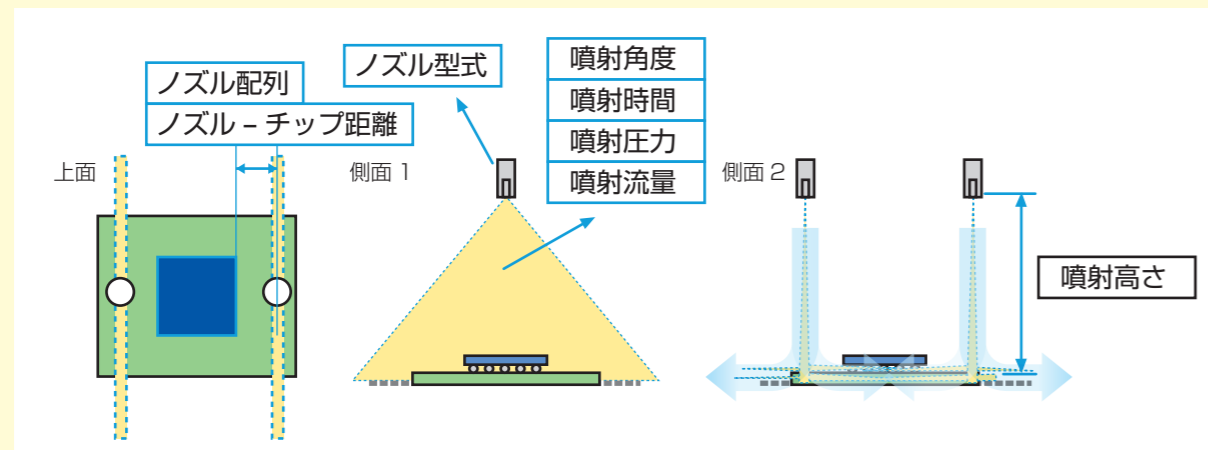 ノズル配列
ノズル – チップ距離
ノズル型式
噴射角度
噴射時間
噴射圧力
噴射流量
上面
側面 1
側面 2
噴射高さ